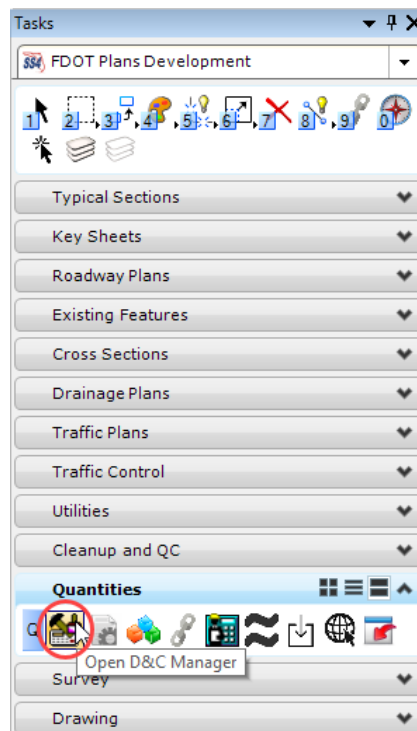 Tasks
SS4 FDOT Plans Development
1 2 3 4 5 6 7 8 9 0
Typical Sections
Key Sheets
Roadway Plans
Existing Features
Cross Sections
Drainage Plans
Traffic Plans
Traffic Control
Utilities
Cleanup and QC
Quantities
Q
Open D&C Manager
Survey
Drawing